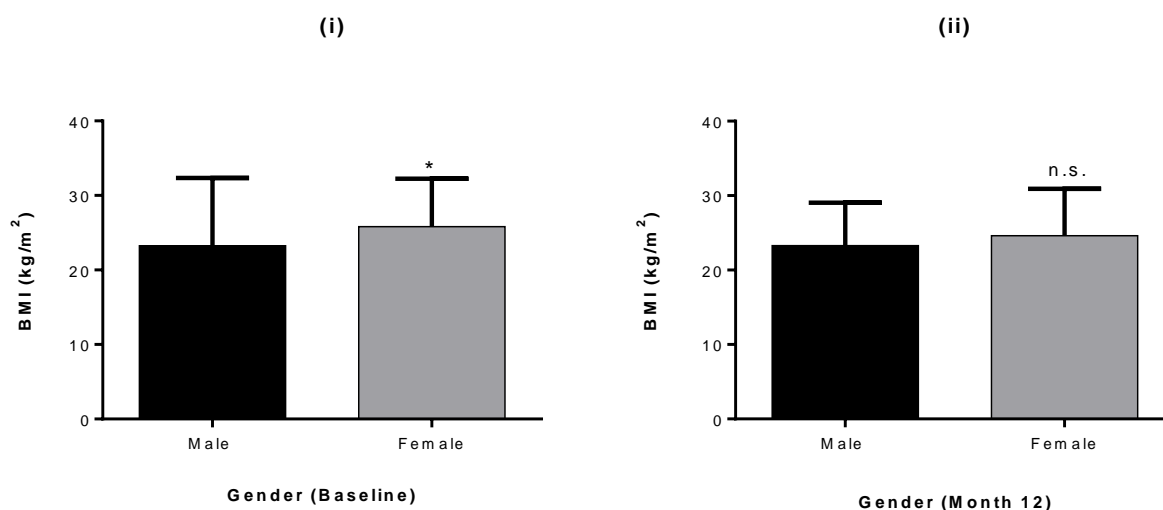 (i)
BMI (kg/m²)
40
30
20
10
0
*
Male
Female
Gender (Baseline)
(ii)
BMI (kg/m²)
40
30
20
10
0
n.s.
Male
Female
Gender (Month 12)